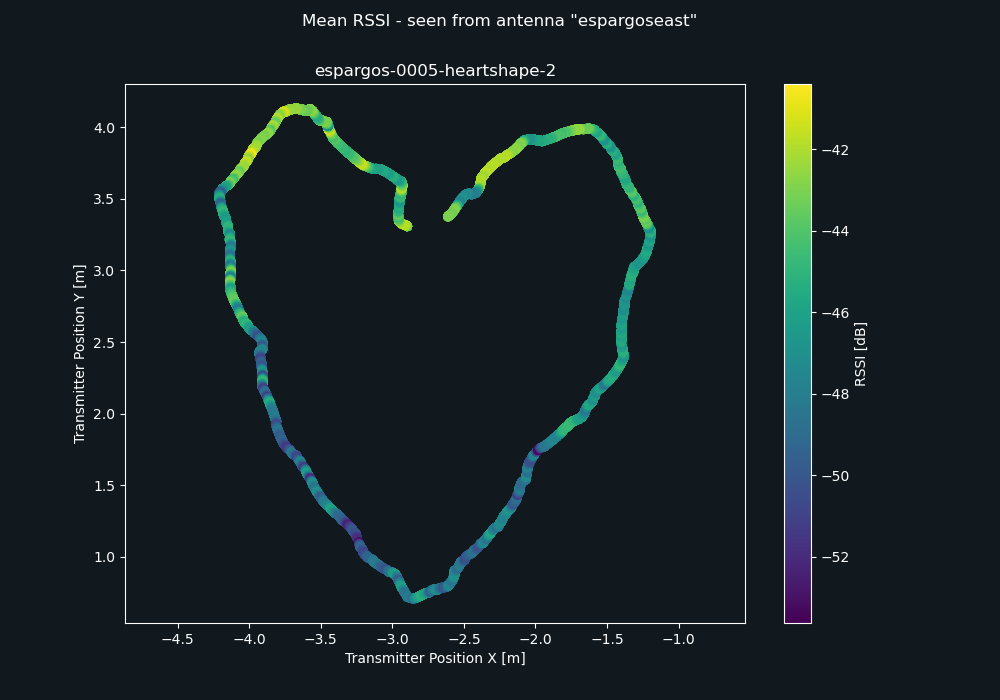 Mean RSSI - seen from antenna "espargoseast"
espargos-0005-heartshape-2
4.0
3.5
3.0
2.5
2.0
1.5
1.0
Transmitter Position Y [m]
−4.5 −4.0 −3.5 −3.0 −2.5 −2.0 −1.5 −1.0
Transmitter Position X [m]
−42
−44
−46
−48
−50
−52
RSSI [dB]